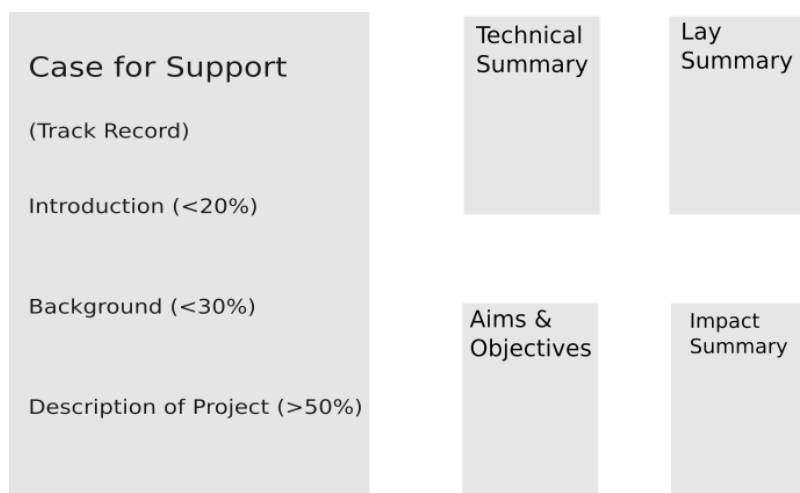 Case for Support
(Track Record)
Introduction (<20%)
Background (<30%)
Description of Project (>50%)
Technical
Summary
Lay
Summary
Aims &
Objectives
Impact
Summary